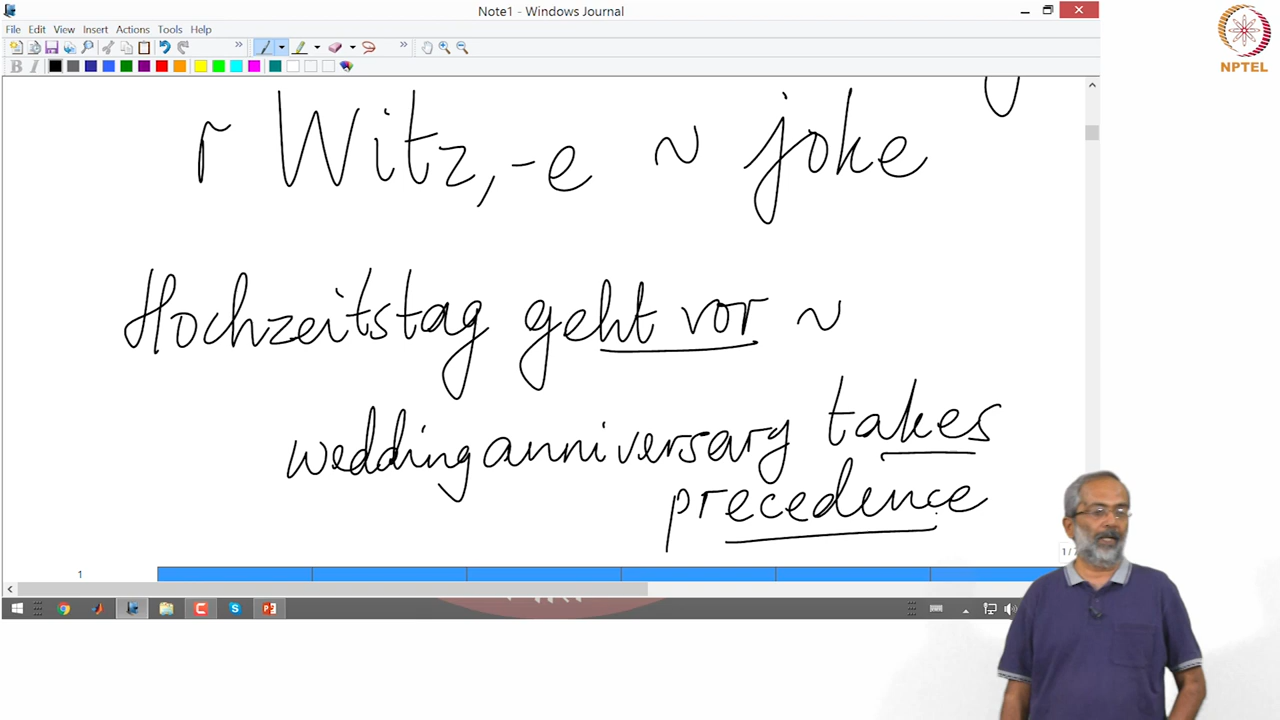 Note1 - Windows Journal
File Edit View Insert Actions Tools Help
NPTEL
r Witz, -e ~ joke
Hochzeitstag geht vor ~
wedding anniversary takes
precedence
1